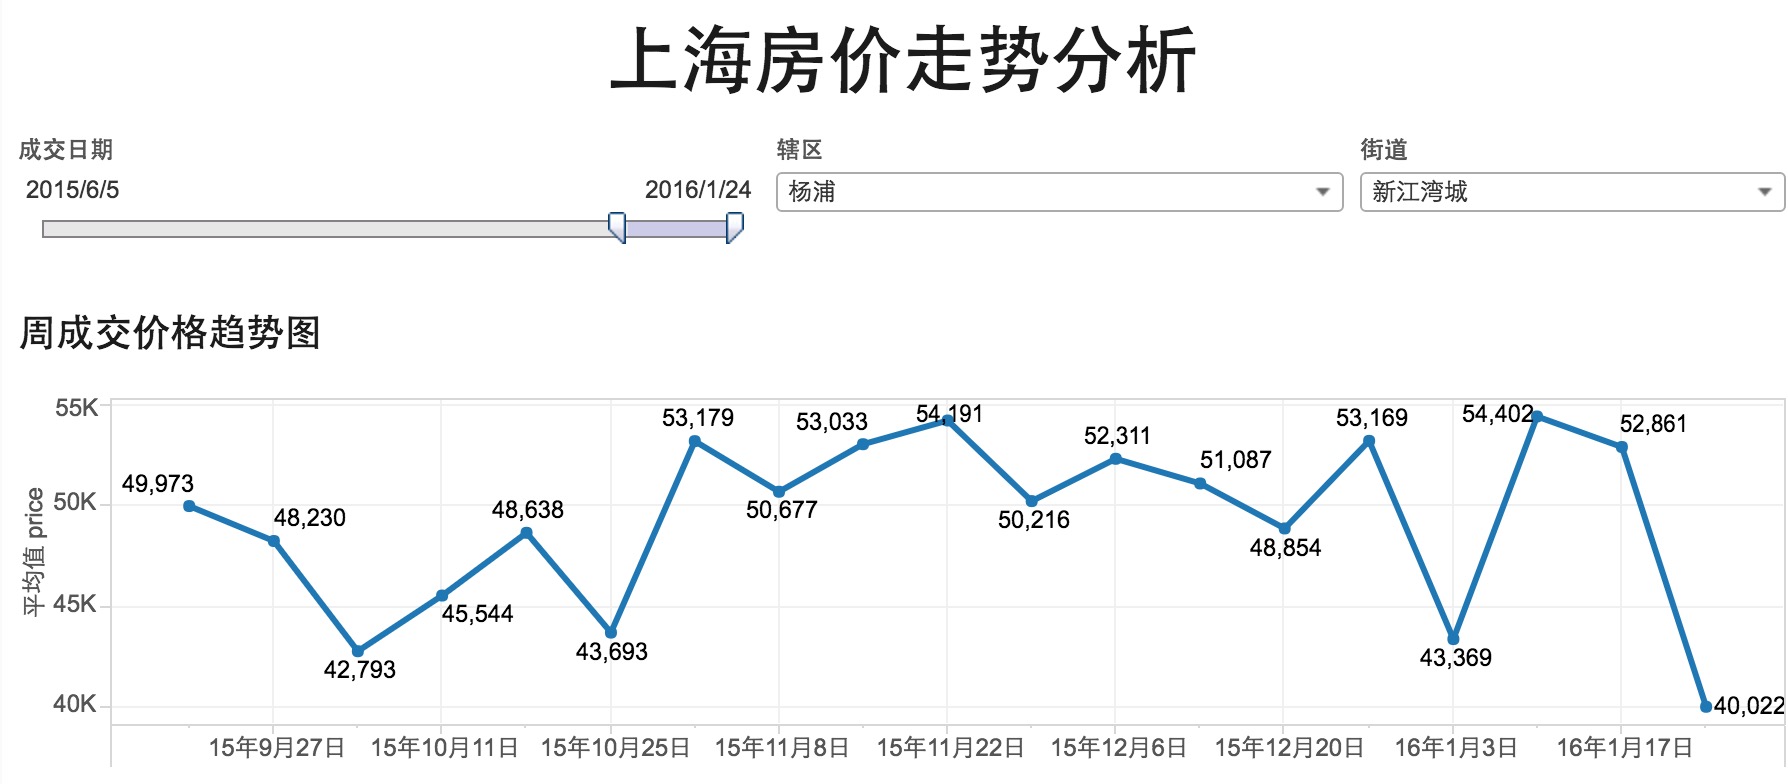 上海房价走势分析
成交日期
辖区
街道
2015/6/5
2016/1/24
杨浦
新江湾城
周成交价格趋势图
平均值 price
55K
50K
45K
40K
49,973
48,230
42,793
45,544
48,638
43,693
53,179
50,677
53,033
54,191
50,216
52,311
51,087
48,854
53,169
43,369
54,402
52,861
40,022
15年9月27日
15年10月11日
15年10月25日
15年11月8日
15年11月22日
15年12月6日
15年12月20日
16年1月3日
16年1月17日